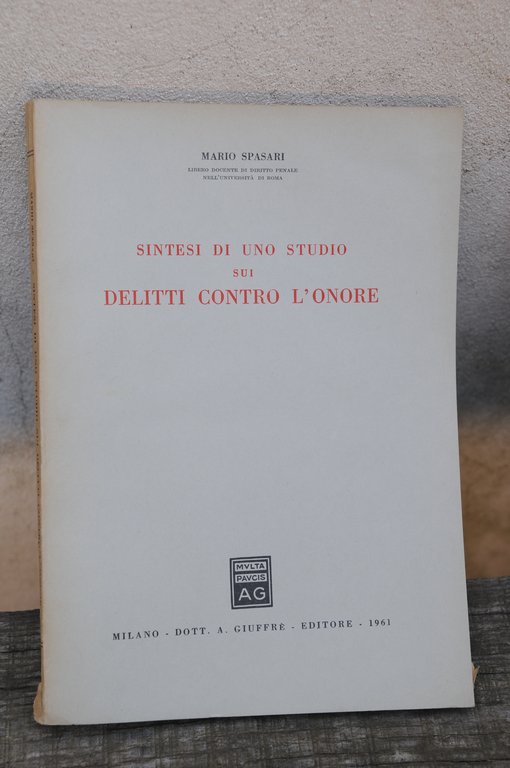 MARIO SPASARI
LIBERO DOCENTE DI DIRITTO PENALE
NELL'UNIVERSITÀ DI ROMA
SINTESI DI UNO STUDIO
SUI
DELITTI CONTRO L'ONORE
MVLTA
PAVCIS
AG
MILANO - DOTT. A. GIUFFRÈ - EDITORE - 1961